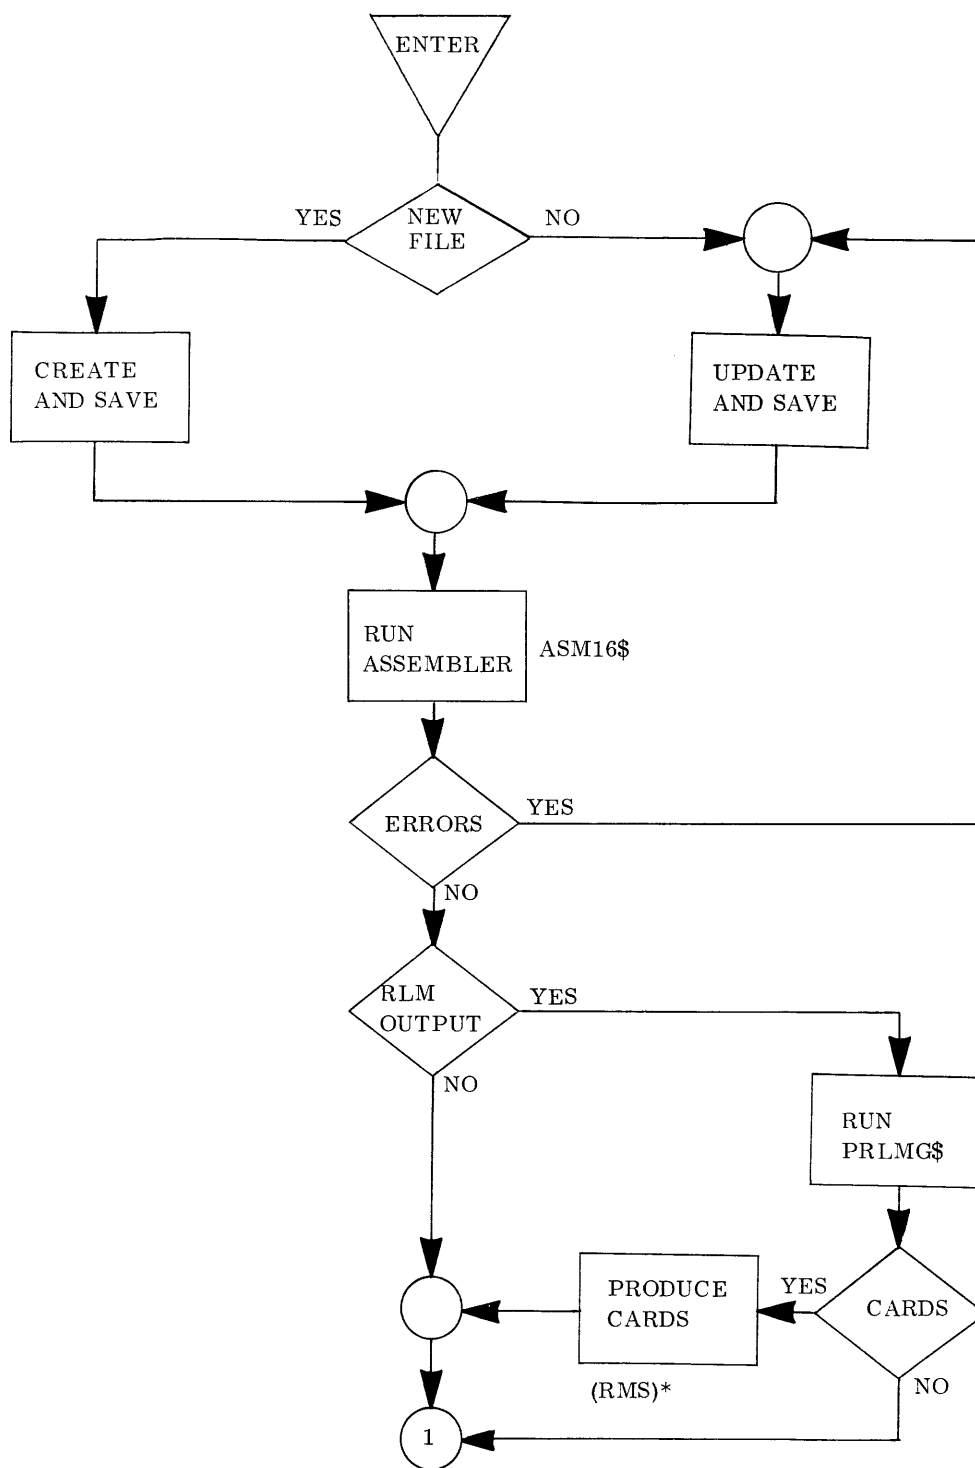 ENTER
YES
NEW
FILE
NO
CREATE
AND SAVE
UPDATE
AND SAVE
RUN
ASSEMBLER
ASM16$
ERRORS
YES
NO
RLM
OUTPUT
YES
NO
RUN
PRLMG$
PRODUCE
CARDS
YES
CARDS
(RMS)*
NO
1